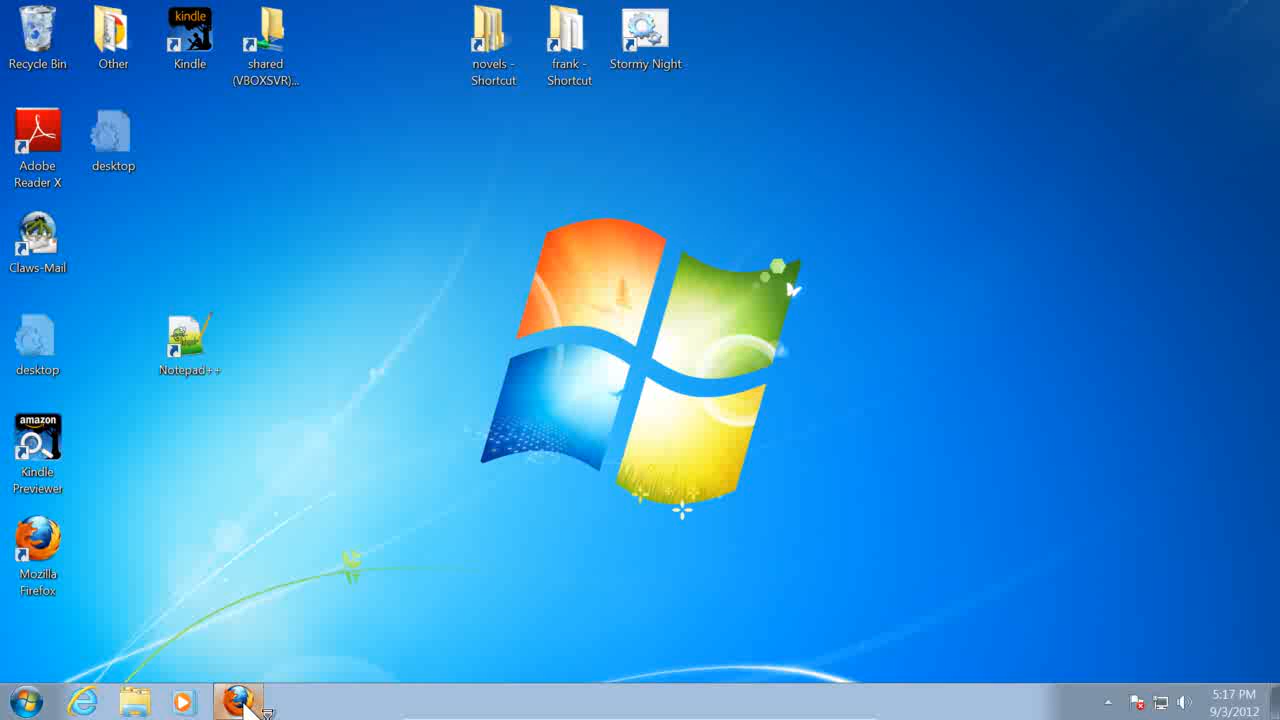 kindle
Recycle Bin
Other
Kindle
shared
(VBOXSVR)...
novels -
Shortcut
frank -
Shortcut
Stormy Night
Adobe
Reader X
desktop
Claws-Mail
desktop
Notepad++
amazon
Kindle
Previewer
Mozilla
Firefox
5:17 PM
9/3/2012